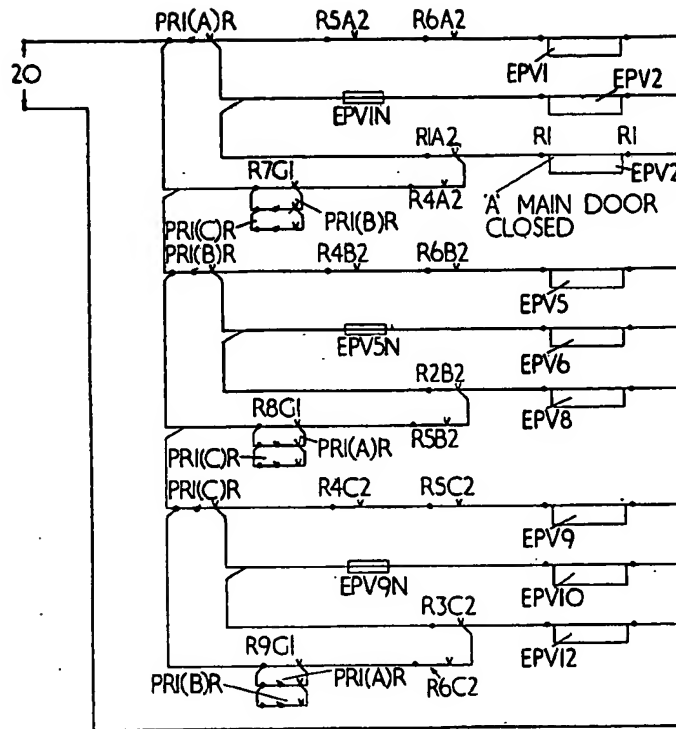 PRI(A)R R5A2 R6A2
20
EPV1 EPV2
EPV1N
R1A2 R1 R1
R7G1 EPV2
R4A2 'A' MAIN DOOR
CLOSED
PRI(C)R PRI(B)R
PRI(B)R R4B2 R6B2
EPV5
EPV5N EPV6
R2B2
R8G1 EPV8
PRI(A)R R5B2
PRI(C)R
PRI(C)R R4C2 R5C2
EPV9
EPV9N EPV10
R3C2
R9G1 EPV12
PRI(B)R PRI(A)R R6C2